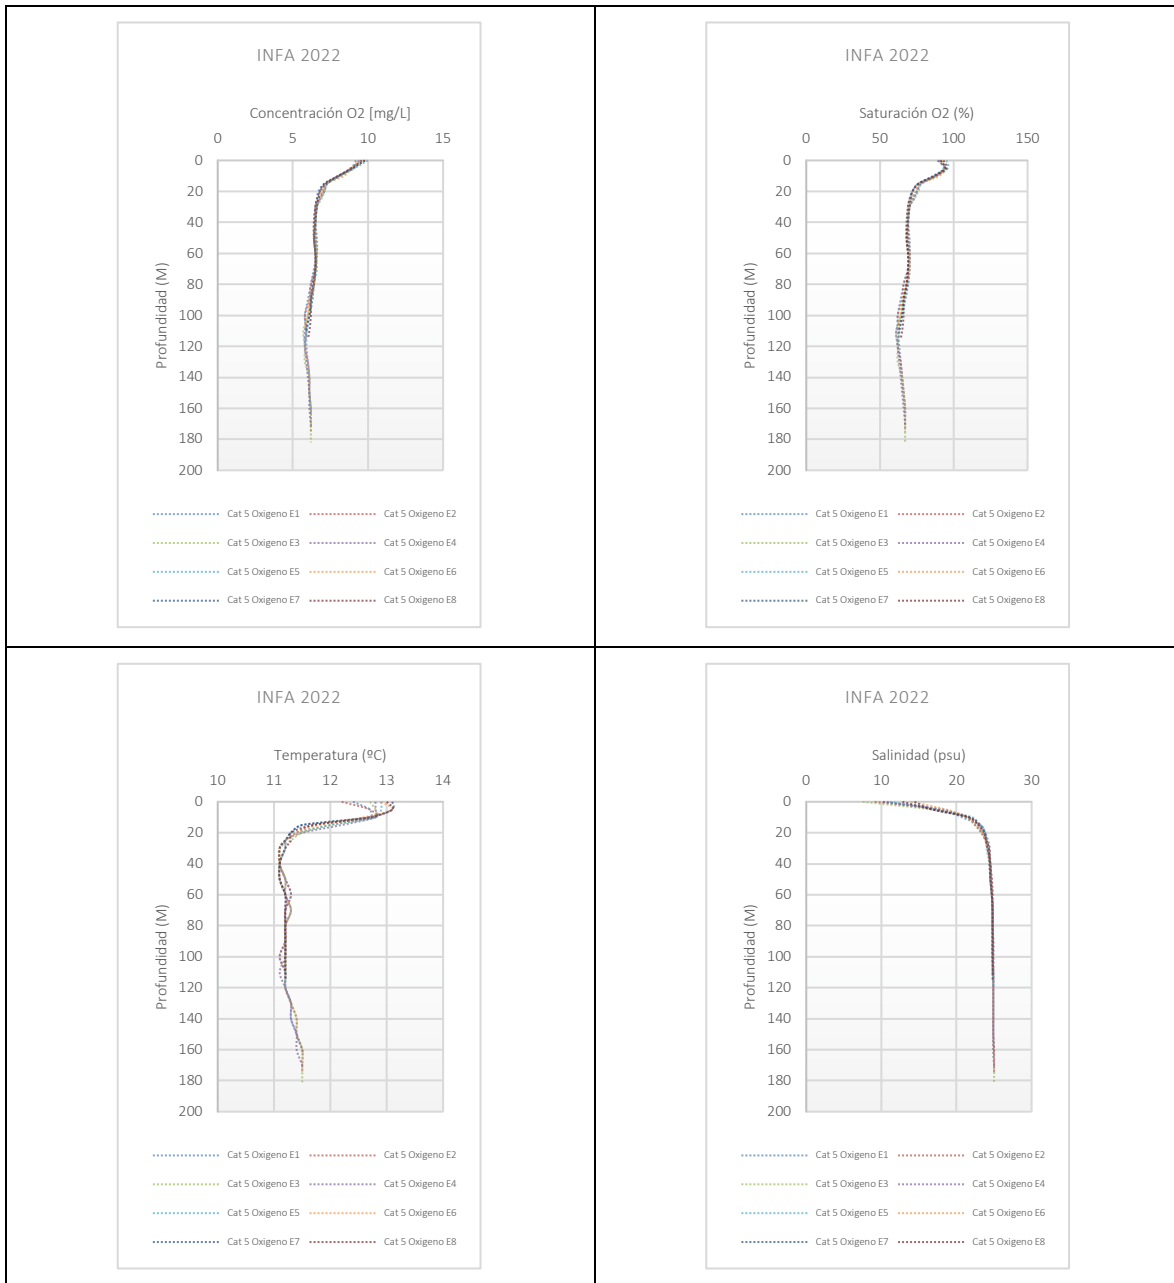 INFA 2022
Concentración O2 [mg/L]
0 5 10 15
0
20
40
60
80
100
120
140
160
180
200
Profundidad (M)
Cat 5 Oxigeno E1 Cat 5 Oxigeno E2
Cat 5 Oxigeno E3 Cat 5 Oxigeno E4
Cat 5 Oxigeno E5 Cat 5 Oxigeno E6
Cat 5 Oxigeno E7 Cat 5 Oxigeno E8
INFA 2022
Saturación O2 (%)
0 50 100 150
0
20
40
60
80
100
120
140
160
180
200
Profundidad (M)
Cat 5 Oxigeno E1 Cat 5 Oxigeno E2
Cat 5 Oxigeno E3 Cat 5 Oxigeno E4
Cat 5 Oxigeno E5 Cat 5 Oxigeno E6
Cat 5 Oxigeno E7 Cat 5 Oxigeno E8
INFA 2022
Temperatura (ºC)
10 11 12 13 14
0
20
40
60
80
100
120
140
160
180
200
Profundidad (M)
Cat 5 Oxigeno E1 Cat 5 Oxigeno E2
Cat 5 Oxigeno E3 Cat 5 Oxigeno E4
Cat 5 Oxigeno E5 Cat 5 Oxigeno E6
Cat 5 Oxigeno E7 Cat 5 Oxigeno E8
INFA 2022
Salinidad (psu)
0 10 20 30
0
20
40
60
80
100
120
140
160
180
200
Profundidad (M)
Cat 5 Oxigeno E1 Cat 5 Oxigeno E2
Cat 5 Oxigeno E3 Cat 5 Oxigeno E4
Cat 5 Oxigeno E5 Cat 5 Oxigeno E6
Cat 5 Oxigeno E7 Cat 5 Oxigeno E8